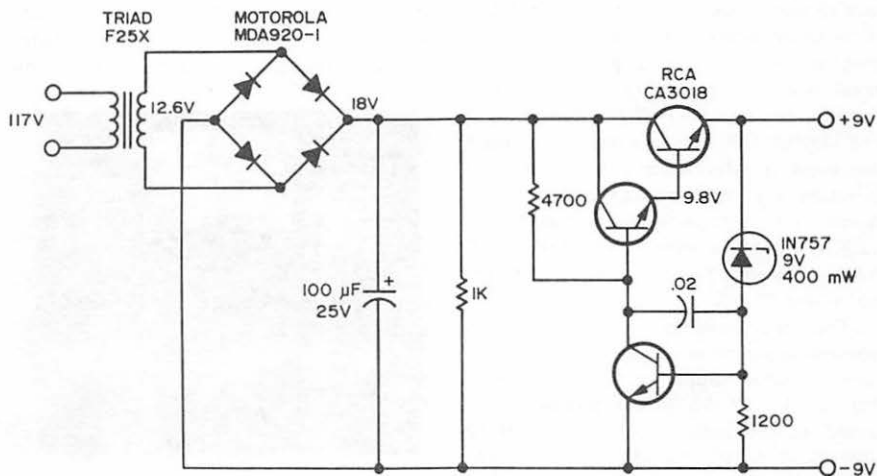 TRIAD
F25X
MOTOROLA
MDA920-1
RCA
CA3018
117V
12.6V
18V
+9V
4700
9.8V
1N757
9V
400 mW
100 µF
25V
+
1K
.02
1200
-9V